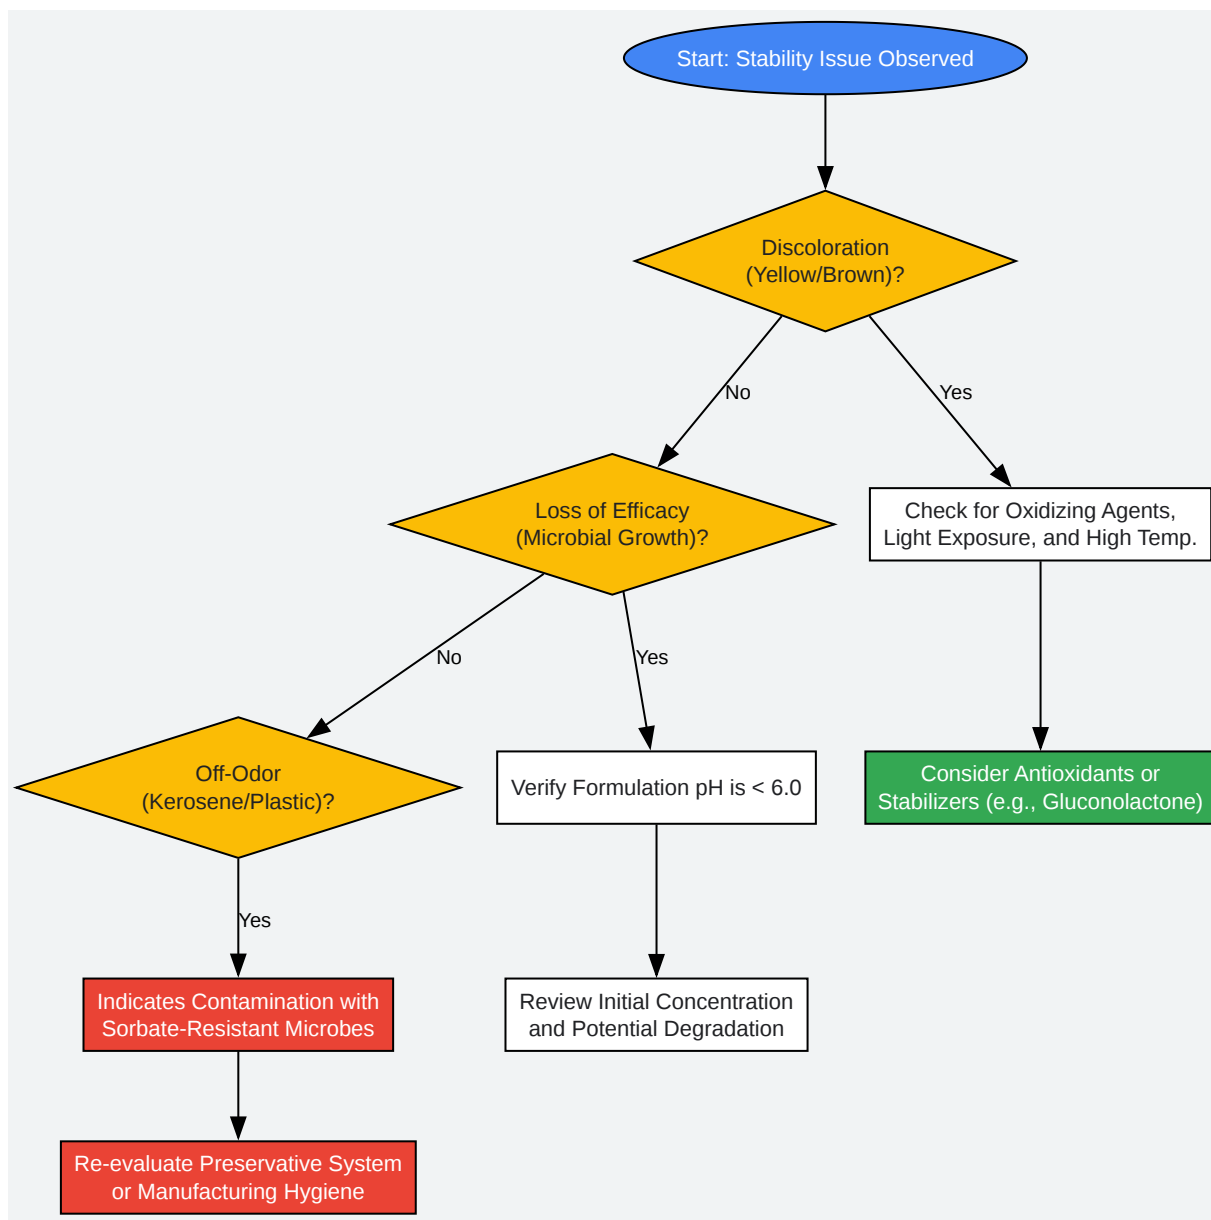 Start: Stability Issue Observed
Discoloration
(Yellow/Brown)?
No
Yes
Loss of Efficacy
(Microbial Growth)?
Check for Oxidizing Agents,
Light Exposure, and High Temp.
No
Yes
Off-Odor
(Kerosene/Plastic)?
Verify Formulation pH is < 6.0
Consider Antioxidants or
Stabilizers (e.g., Gluconolactone)
Yes
Indicates Contamination with
Sorbate-Resistant Microbes
Review Initial Concentration
and Potential Degradation
Re-evaluate Preservative System
or Manufacturing Hygiene